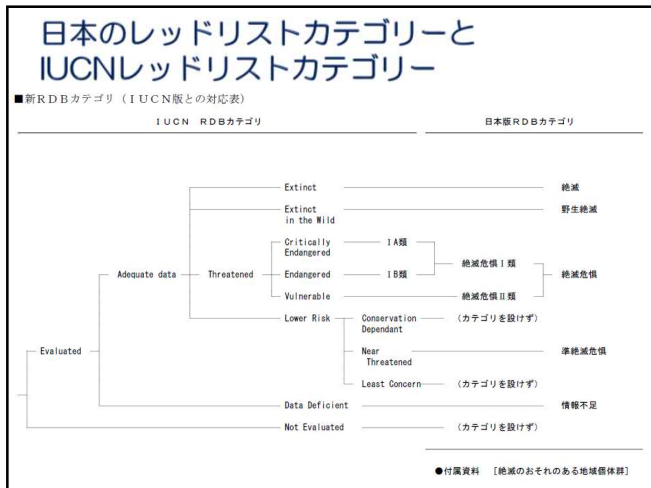 日本のレッドリストカテゴリーと
IUCNレッドリストカテゴリー
■新RDBカテゴリ（IUCN版との対応表）
IUCN RDBカテゴリ
日本版RDBカテゴリ
Extinct
絶滅
Extinct
in the Wild
野生絶滅
Critically
Endangered
IA類
絶滅危惧Ⅰ類
Adequate data
Threatened
Endangered
IB類
絶滅危惧
Vulnerable
絶滅危惧Ⅱ類
Lower Risk
Conservation
Dependant
（カテゴリを設けず）
Evaluated
Near
Threatened
準絶滅危惧
Least Concern
（カテゴリを設けず）
Data Deficient
情報不足
Not Evaluated
（カテゴリを設けず）
●付属資料 ［絶滅のおそれのある地域個体群］